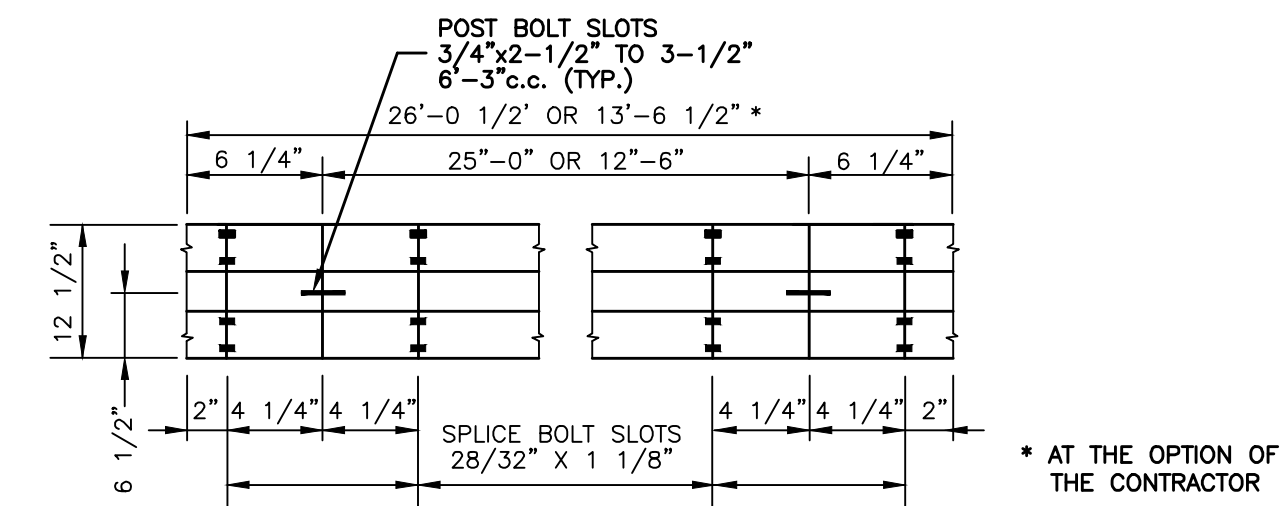 POST BOLT SLOTS
3/4"x2-1/2" TO 3-1/2"
6'-3"c.c. (TYP.)
26'-0 1/2' OR 13'-6 1/2" *
6 1/4"
25"-0" OR 12"-6"
6 1/4"
12 1/2"
6 1/2"
2"
4 1/4"
4 1/4"
4 1/4"
4 1/4"
2"
SPLICE BOLT SLOTS
28/32" X 1 1/8"
* AT THE OPTION OF
THE CONTRACTOR